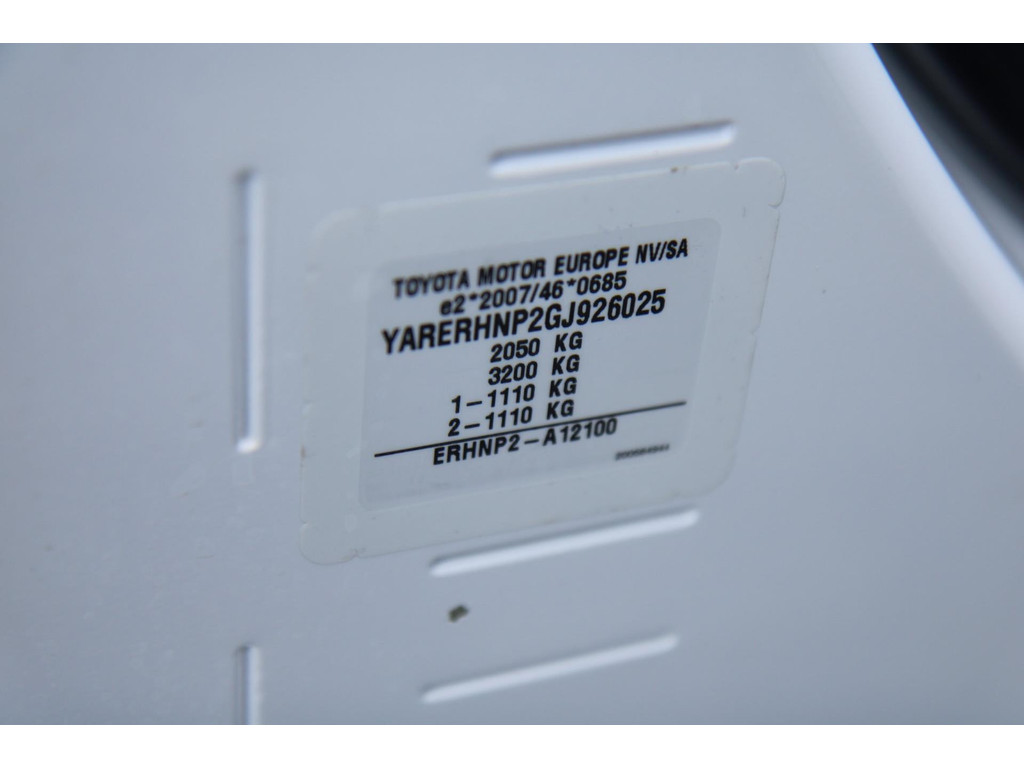 TOYOTA MOTOR EUROPE NV/SA
e2*2007/46*0685
YARERHNP2GJ926025
2050 KG
3200 KG
1-1110 KG
2-1110 KG
ERHNP2-A12100